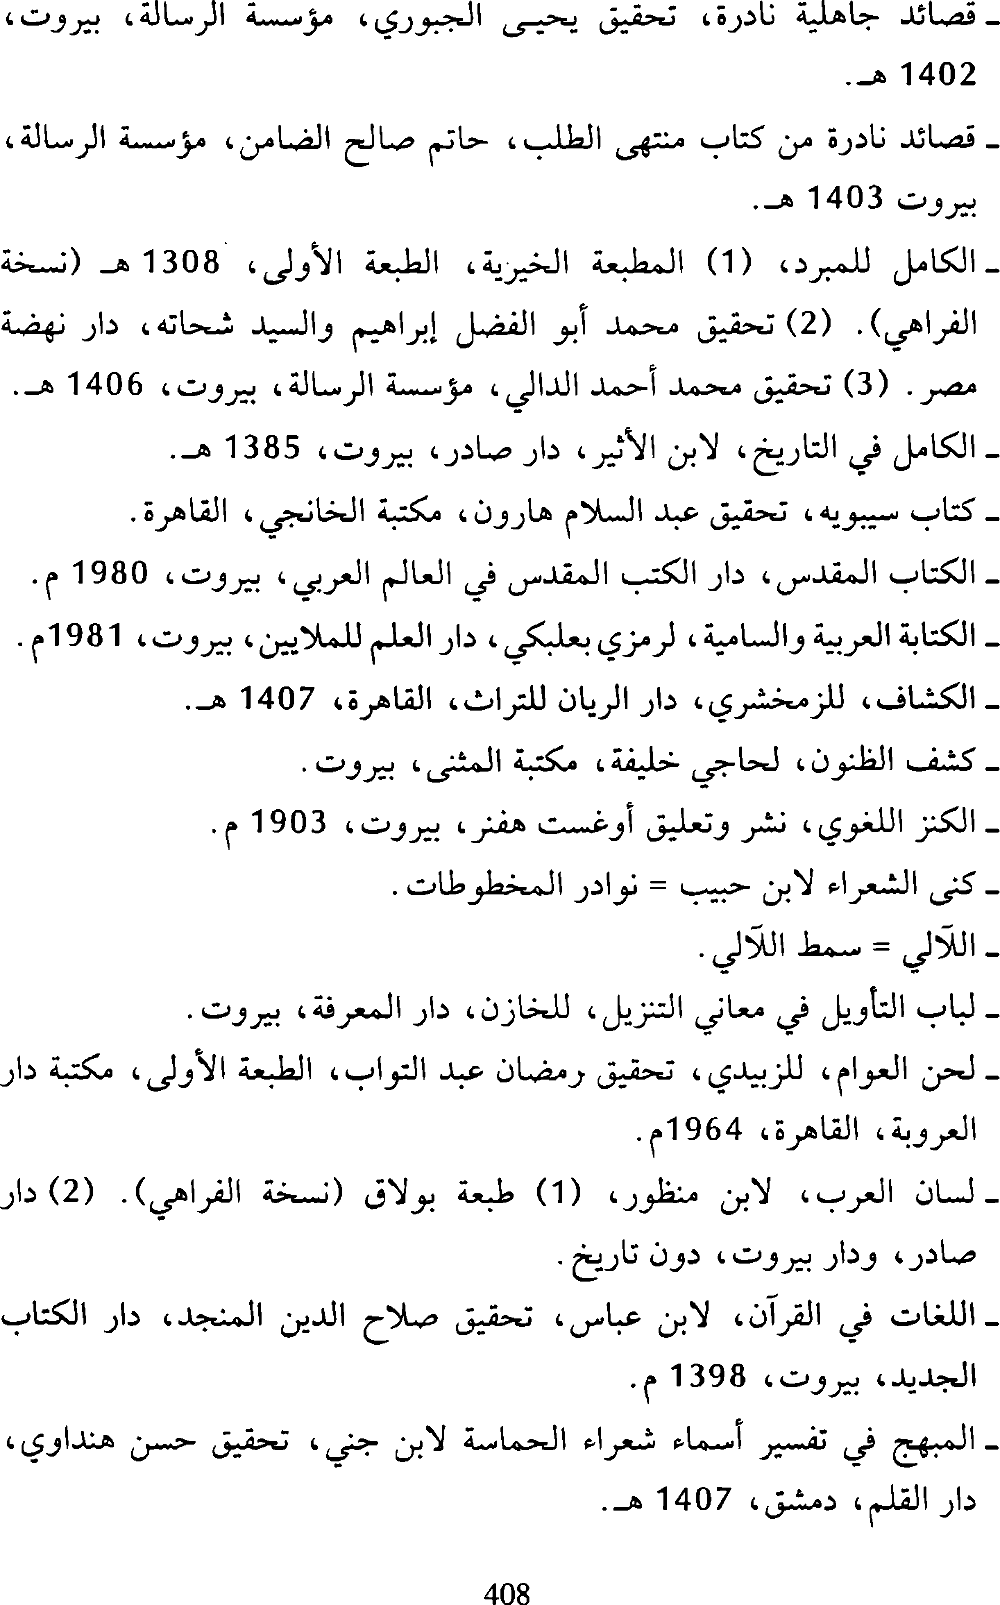 ـ قصائد جاهلية نادرة، تحقيق يحيـى الجبوري، مؤسسة الرسالة، بيروت،
1402 هـ.
ـ قصائد نادرة من كتاب منتهى الطلب، حاتم صالح الضامن، مؤسسة الرسالة،
بيروت 1403 هـ.
ـ الكامل للمبرد، (1) المطبعة الخيرية، الطبعة الأولى، 1308 هـ (نسخة
الفراهي). (2) تحقيق محمد أبو الفضل إبراهيم والسيد شحاته، دار نهضة
مصر. (3) تحقيق محمد أحمد الدالي، مؤسسة الرسالة، بيروت، 1406 هـ.
ـ الكامل في التاريخ، لابن الأثير، دار صادر، بيروت، 1385 هـ.
ـ كتاب سيبويه، تحقيق عبد السلام هارون، مكتبة الخانجي، القاهرة.
ـ الكتاب المقدس، دار الكتب المقدس في العالم العربي، بيروت، 1980 م.
ـ الكتابة العربية والسامية، لرمزي بعلبكي، دار العلم للملايين، بيروت، 1981م.
ـ الكشاف، للزمخشري، دار الريان للتراث، القاهرة، 1407 هـ.
ـ كشف الظنون، لحاجي خليفة، مكتبة المثنى، بيروت.
ـ الكنز اللغوي، نشر وتعليق أوغست هفنر، بيروت، 1903 م.
ـ كنى الشعراء لابن حبيب = نوادر المخطوطات.
ـ اللآلي = سمط اللآلي.
ـ لباب التأويل في معاني التنزيل، للخازن، دار المعرفة، بيروت.
ـ لحن العوام، للزبيدي، تحقيق رمضان عبد التواب، الطبعة الأولى، مكتبة دار
العروبة، القاهرة، 1964م.
ـ لسان العرب، لابن منظور، (1) طبعة بولاق (نسخة الفراهي). (2) دار
صادر، ودار بيروت، دون تاريخ.
ـ اللغات في القرآن، لابن عباس، تحقيق صلاح الدين المنجد، دار الكتاب
الجديد، بيروت، 1398 م.
ـ المبهج في تفسير أسماء شعراء الحماسة لابن جني، تحقيق حسن هنداوي،
دار القلم، دمشق، 1407 هـ.
408